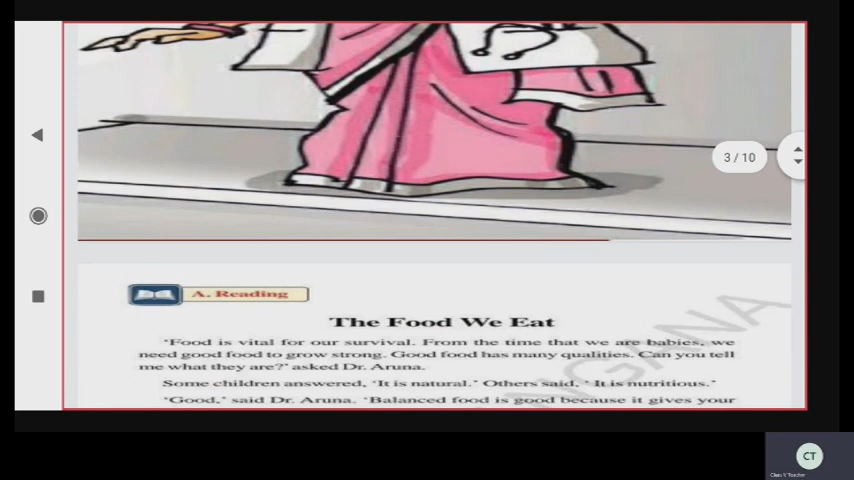 3 / 10
A. Reading
The Food We Eat
'Food is vital for our survival. From the time that we are babies, we
need good food to grow strong. Good food has many qualities. Can you tell
me what they are?' asked Dr. Aruna.
Some children answered, 'It is natural.' Others said, ' It is nutritious.'
'Good,' said Dr. Aruna. 'Balanced food is good because it gives your
NGANA
CT
Class V Teacher